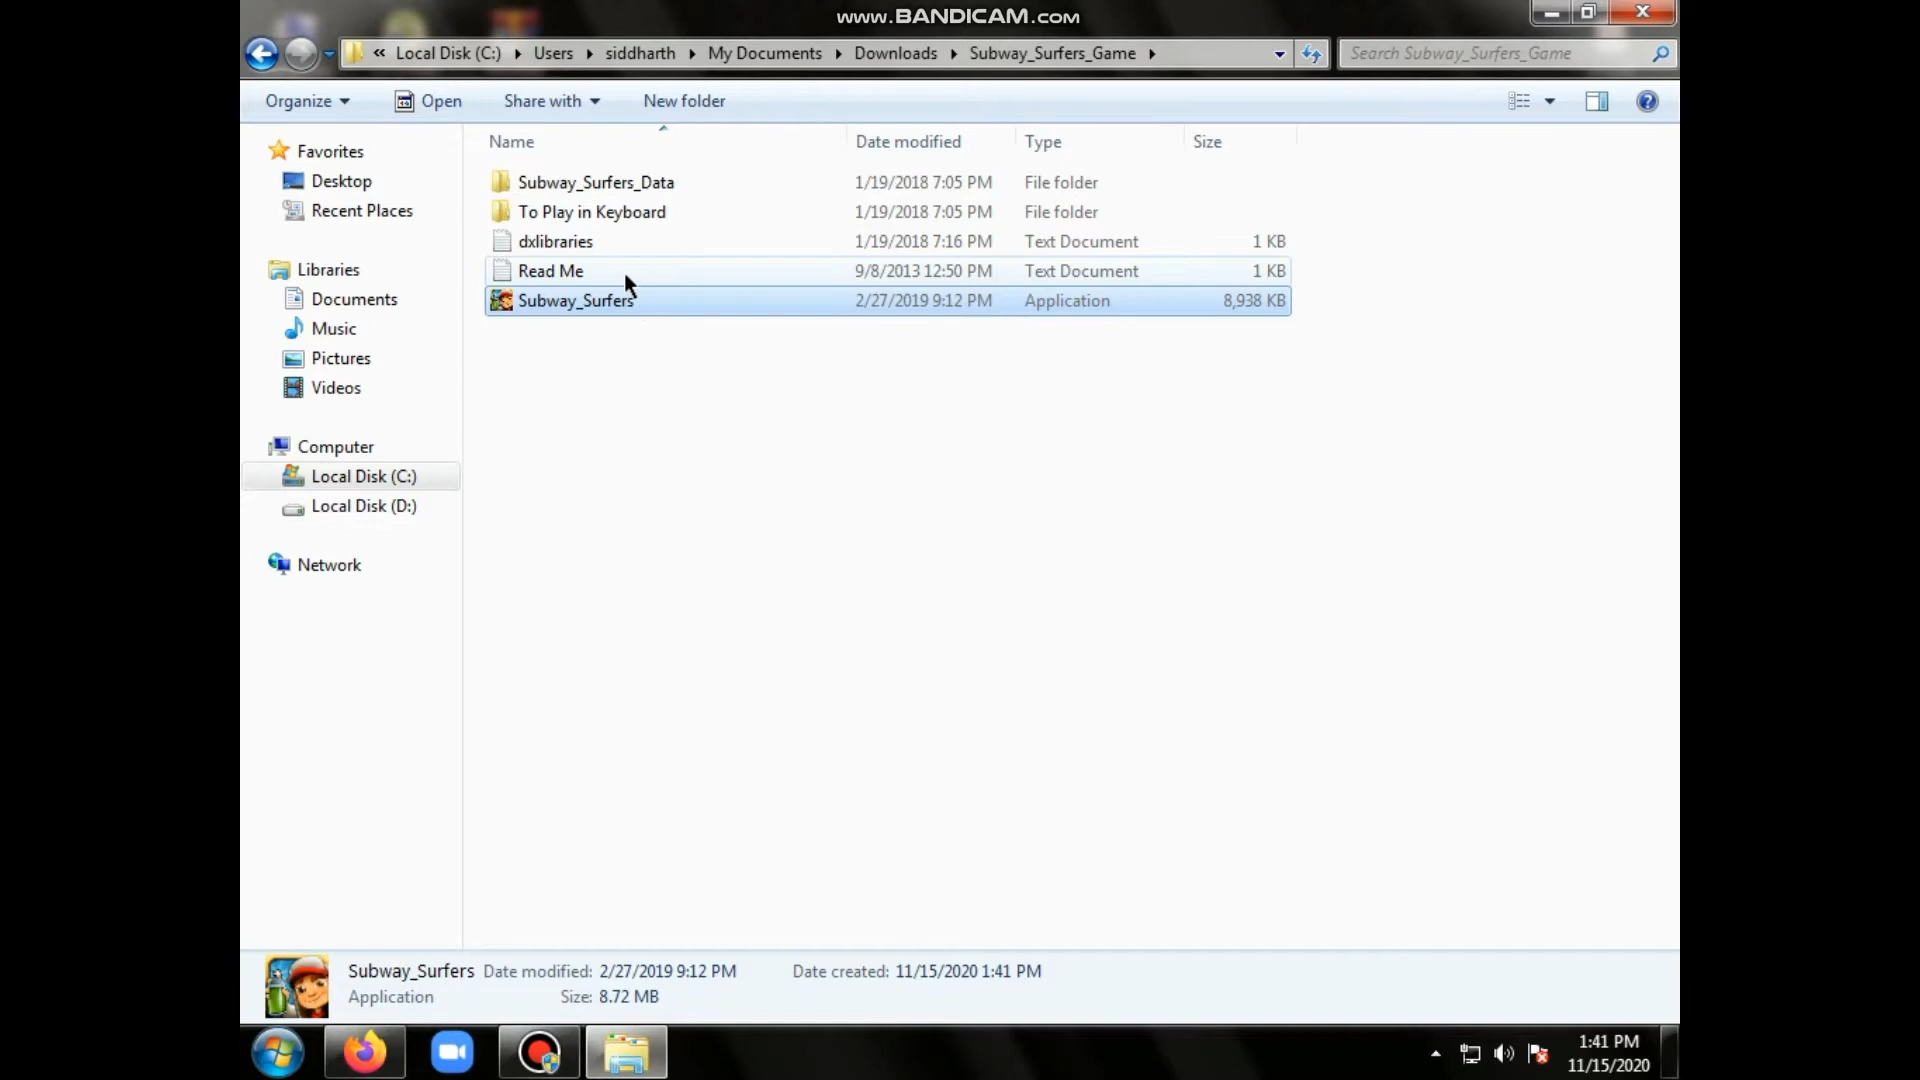 www.BANDICAM.com
« Local Disk (C:) Users siddharth My Documents Downloads Subway_Surfers_Game
Search Subway_Surfers_Game
Organize Open Share with New folder
Name Date modified Type Size
Favorites
Desktop
Recent Places
Libraries
Documents
Music
Pictures
Videos
Computer
Local Disk (C:)
Local Disk (D:)
Network
Subway_Surfers_Data 1/19/2018 7:05 PM File folder
To Play in Keyboard 1/19/2018 7:05 PM File folder
dxlibraries 1/19/2018 7:16 PM Text Document 1 KB
Read Me 9/8/2013 12:50 PM Text Document 1 KB
Subway_Surfers 2/27/2019 9:12 PM Application 8,938 KB
Subway_Surfers Date modified: 2/27/2019 9:12 PM Date created: 11/15/2020 1:41 PM
Application Size: 8.72 MB
1:41 PM
11/15/2020